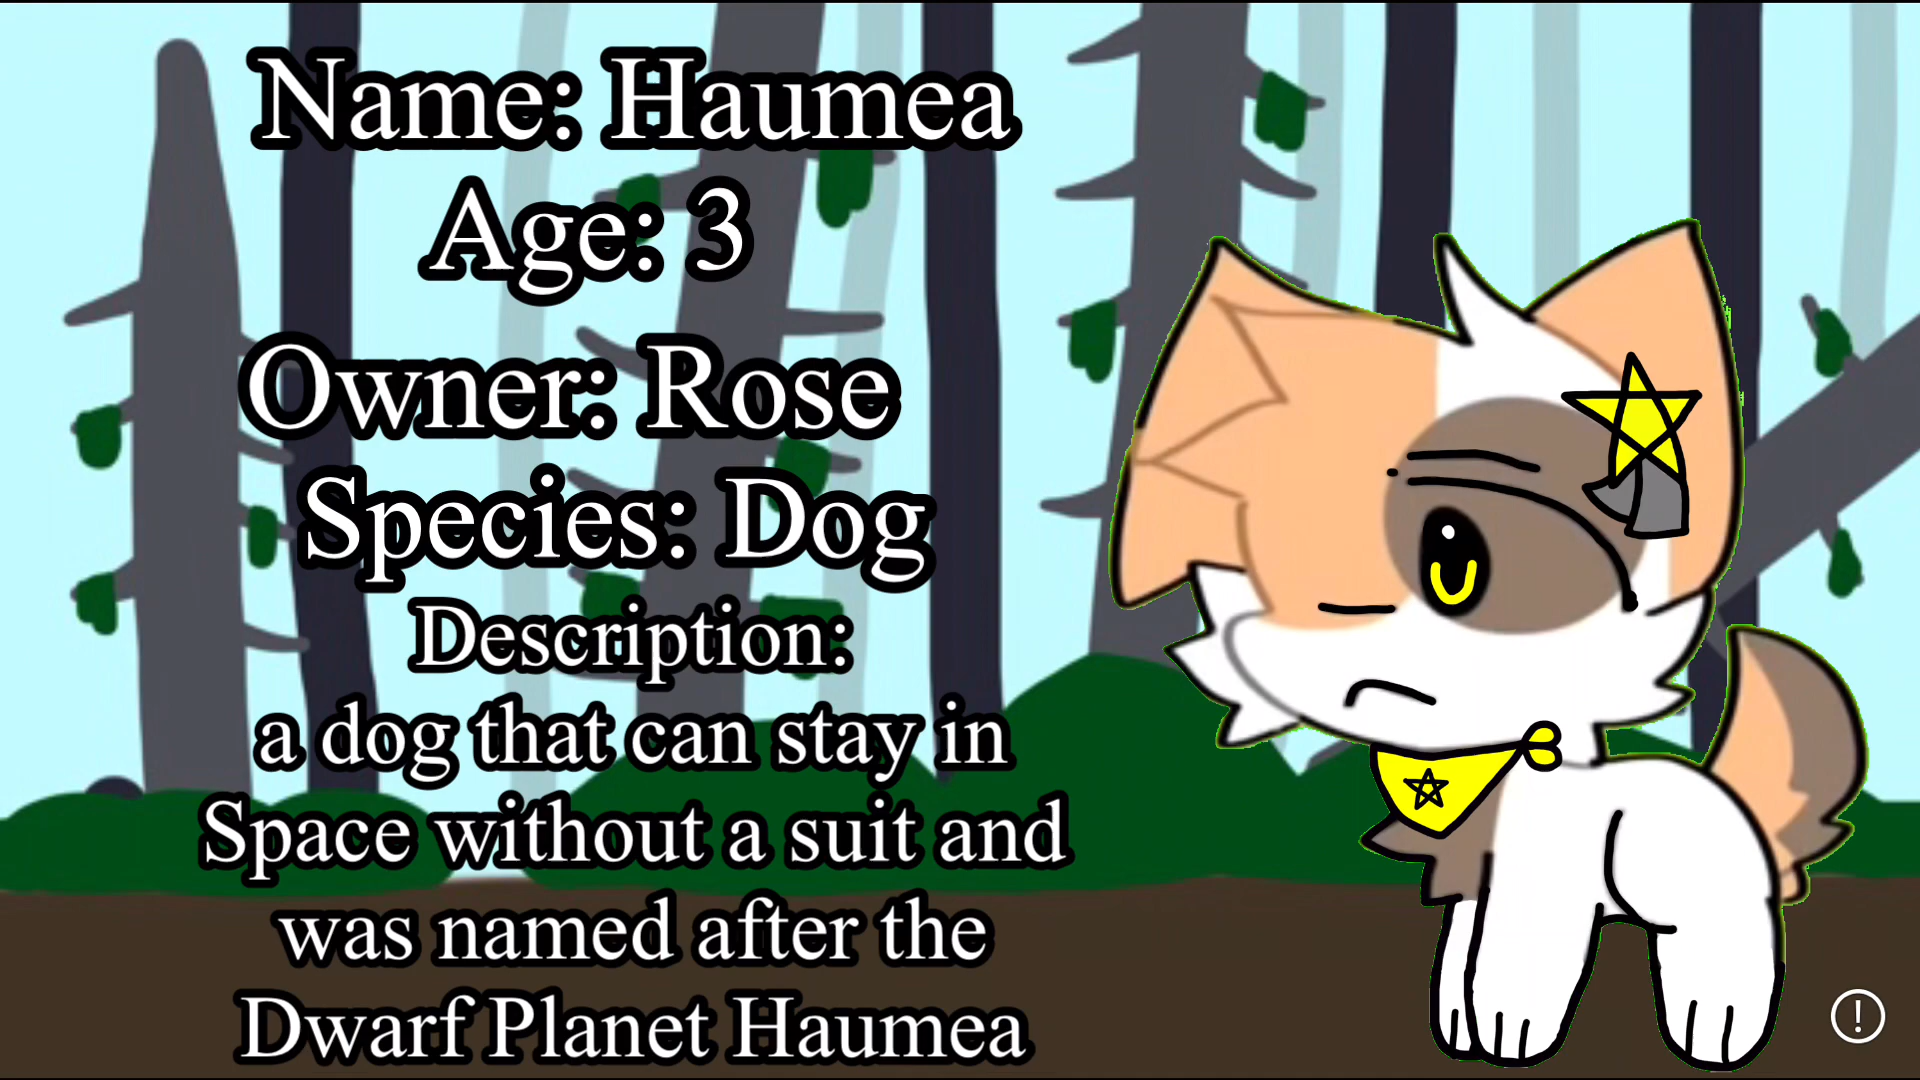 Name: Haumea
Age: 3
Owner: Rose
Species: Dog
Description:
a dog that can stay in
Space without a suit and
was named after the
Dwarf Planet Haumea